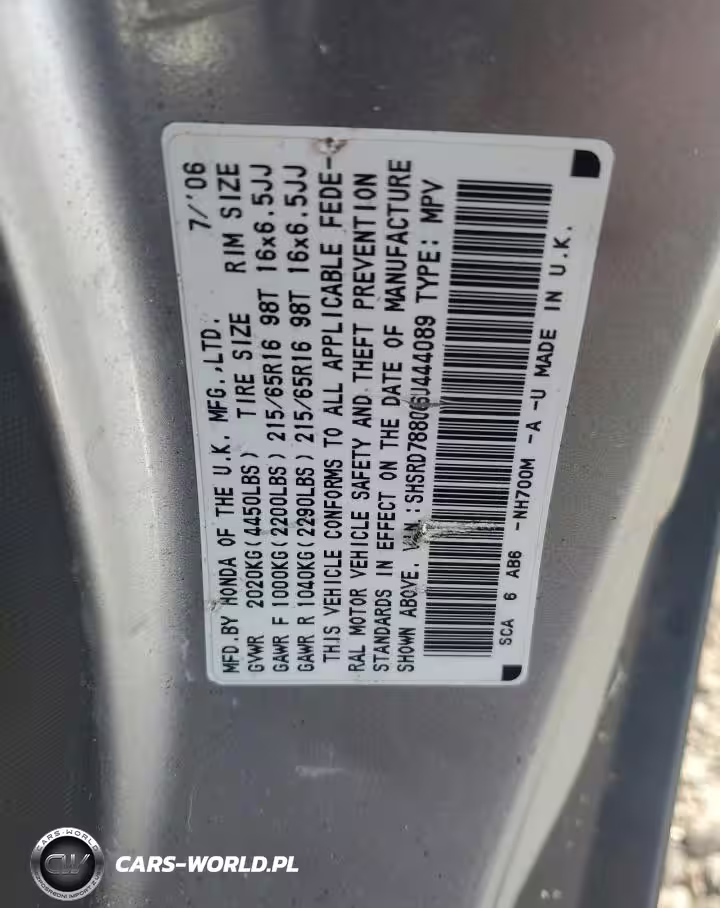 MFD. BY HONDA OF THE U.K. MFG.,LTD. 7/'06
GVWR 2020KG(4450LBS) TIRE SIZE RIM SIZE
GAWR F 1000KG(2200LBS) 215/65R16 98T 16x6.5JJ
GAWR R 1040KG(2290LBS) 215/65R16 98T 16x6.5JJ
THIS VEHICLE CONFORMS TO ALL APPLICABLE FEDE-
RAL MOTOR VEHICLE SAFETY AND THEFT PREVENTION
STANDARDS IN EFFECT ON THE DATE OF MANUFACTURE
SHOWN ABOVE. TYPE: MPV
SCA 6 AB6 -NH700M -A -U MADE IN U.K.
CARS-WORLD
CW
CARS-WORLD.PL